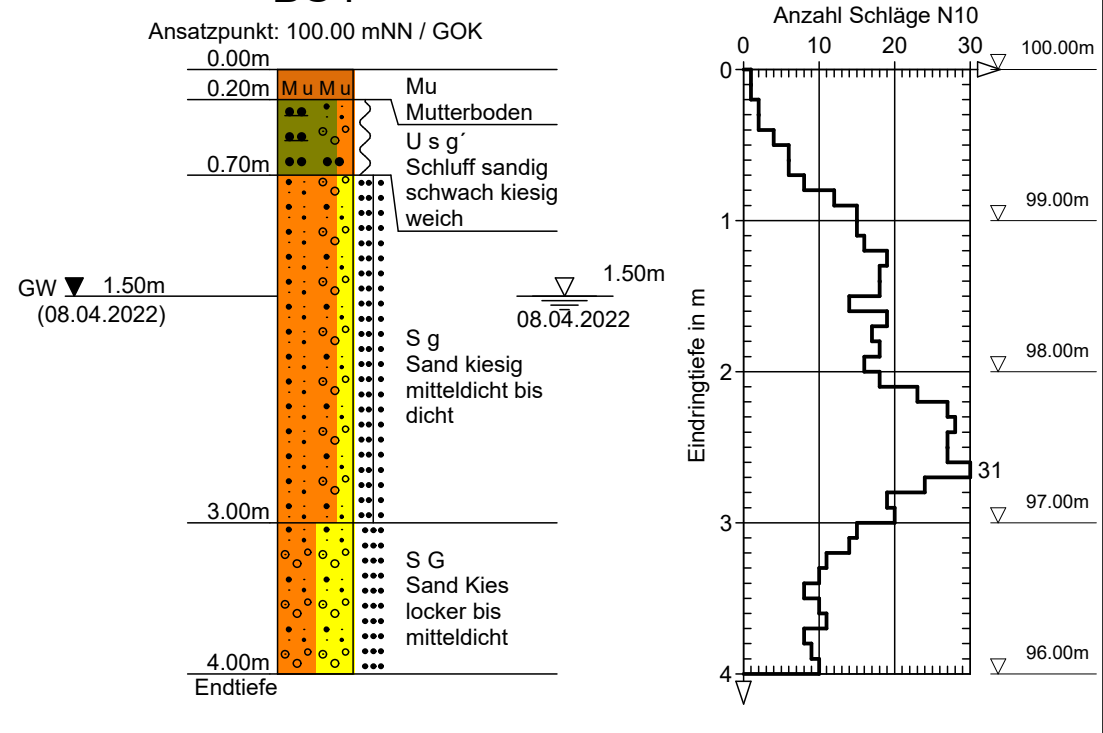 Ansatzpunkt: 100.00 mNN / GOK
0.00m
0.20m
Mu Mu
Mu
Mutterboden
U s g´
Schluff sandig
schwach kiesig
weich
0.70m
GW 1.50m
(08.04.2022)
1.50m
08.04.2022
S g
Sand kiesig
mitteldicht bis
dicht
3.00m
S G
Sand Kies
locker bis
mitteldicht
4.00m
Endtiefe
Anzahl Schläge N10
0 10 20 30
0
1
2
3
4
Eindringtiefe in m
31
100.00m
99.00m
98.00m
97.00m
96.00m